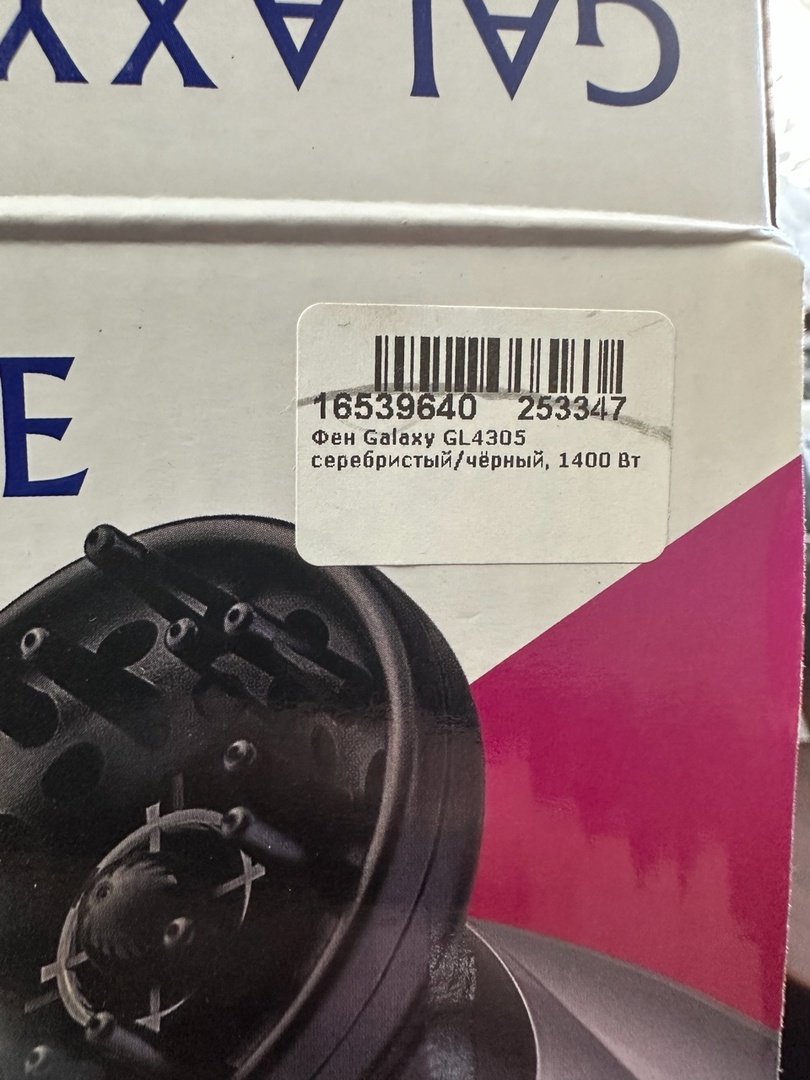 GALAXY
E
16539640 253347
Фен Galaxy GL4305
серебристый/чёрный, 1400 Вт